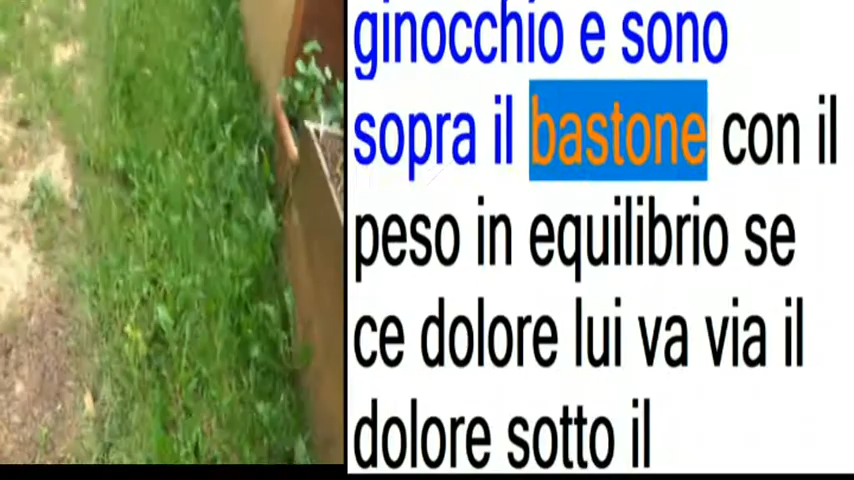 ginocchio e sono
sopra il bastone con il
peso in equilibrio se
ce dolore lui va via il
dolore sotto il